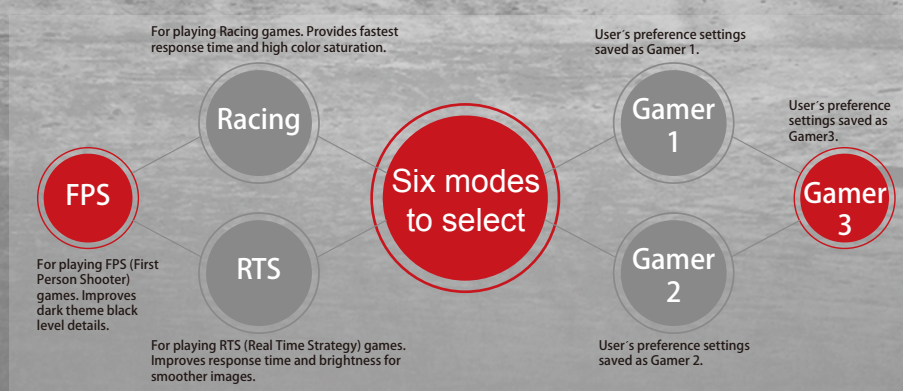 For playing Racing games. Provides fastest
response time and high color saturation.
User´s preference settings
saved as Gamer 1.
User´s preference
settings saved as
Gamer3.
Racing
Gamer
1
FPS
Six modes
to select
Gamer
3
RTS
Gamer
2
For playing FPS (First
Person Shooter)
games. Improves
dark theme black
level details.
For playing RTS (Real Time Strategy) games.
Improves response time and brightness for
smoother images.
User´s preference settings
saved as Gamer 2.